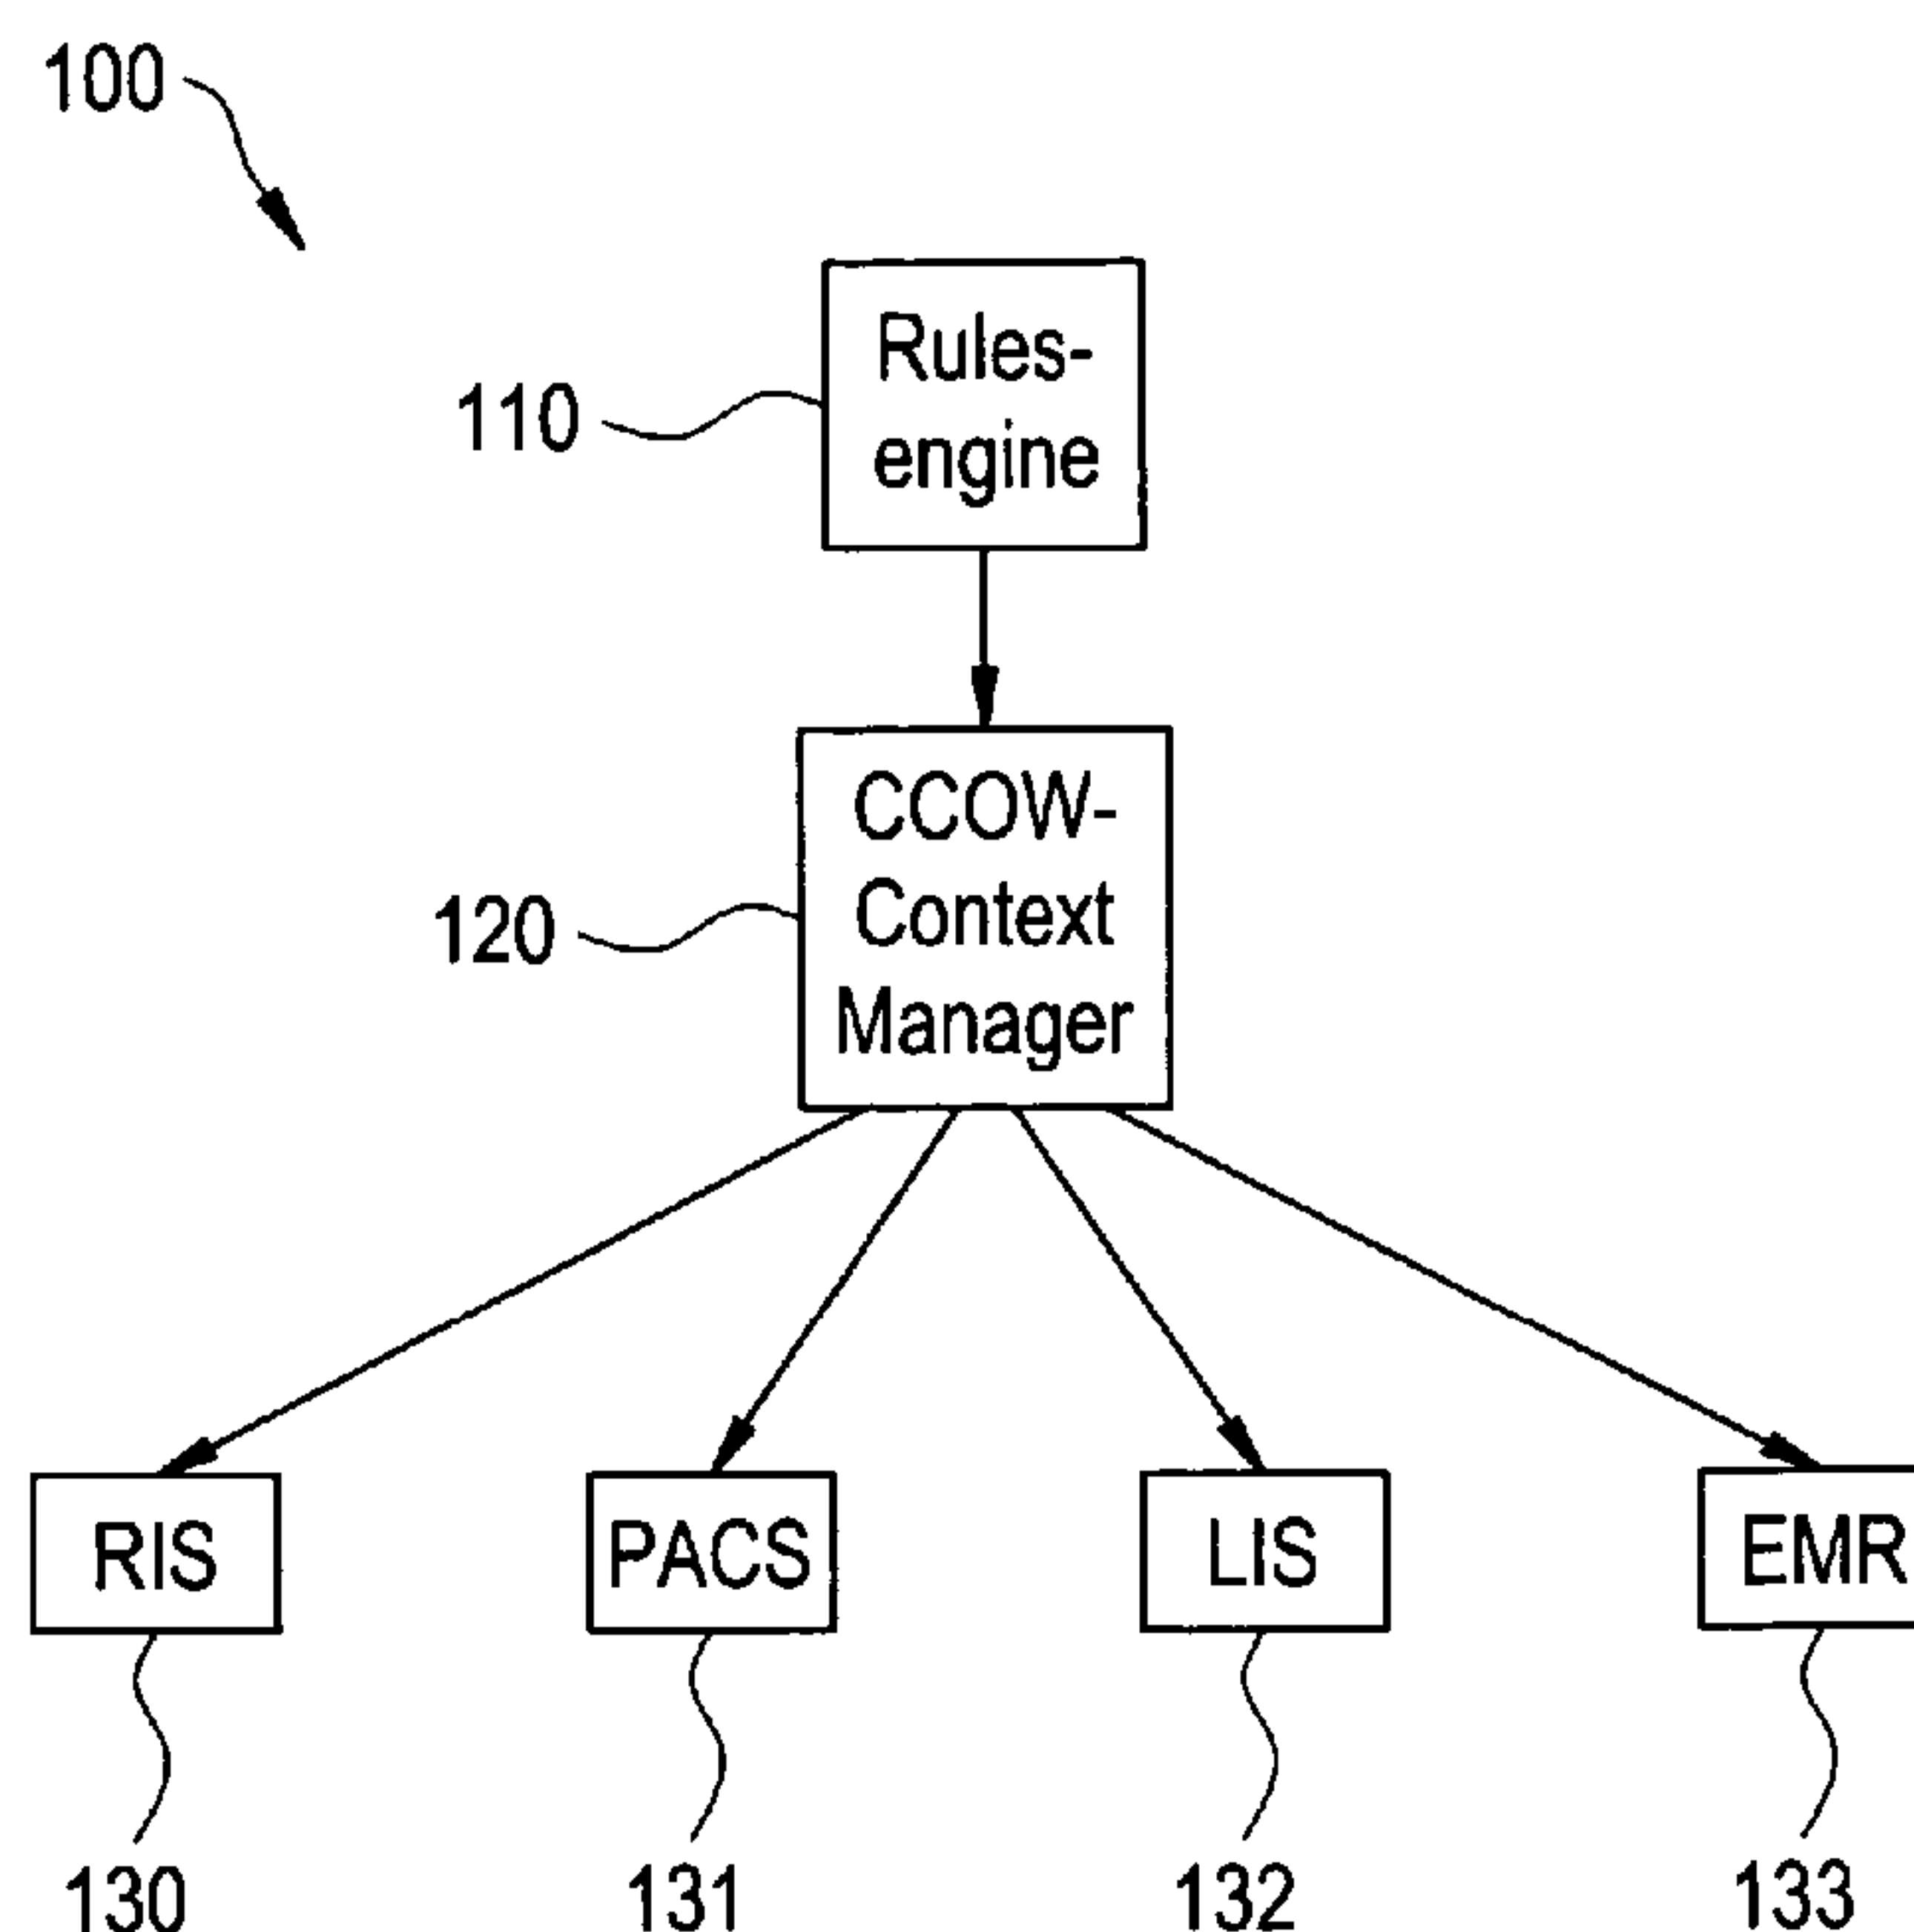 100
Rules-
engine
110
CCOW-
Context
Manager
120
RIS
PACS
LIS
EMR
130
131
132
133